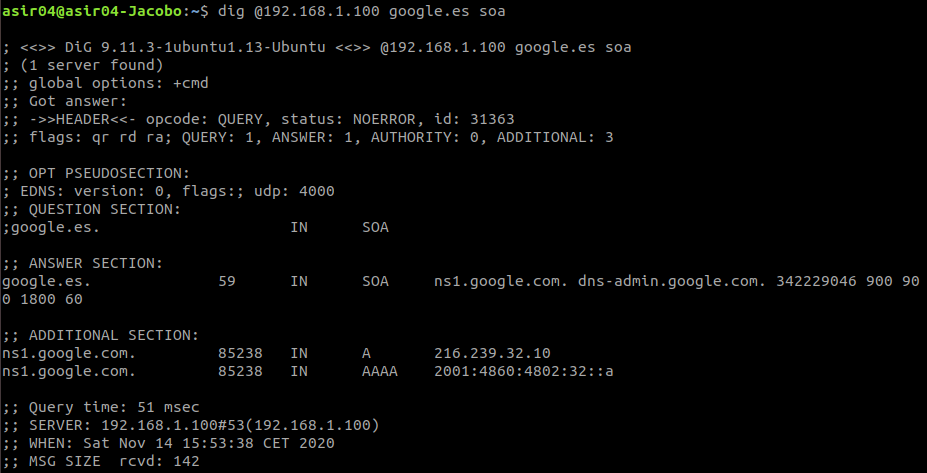 asir04@asir04-Jacobo:~$ dig @192.168.1.100 google.es soa

; <<>> DiG 9.11.3-1ubuntu1.13-Ubuntu <<>> @192.168.1.100 google.es soa
; (1 server found)
;; global options: +cmd
;; Got answer:
;; ->>HEADER<<- opcode: QUERY, status: NOERROR, id: 31363
;; flags: qr rd ra; QUERY: 1, ANSWER: 1, AUTHORITY: 0, ADDITIONAL: 3

;; OPT PSEUDOSECTION:
; EDNS: version: 0, flags:; udp: 4000
;; QUESTION SECTION:
;google.es.                     IN      SOA

;; ANSWER SECTION:
google.es.              59      IN      SOA     ns1.google.com. dns-admin.google.com. 342229046 900 90
0 1800 60

;; ADDITIONAL SECTION:
ns1.google.com.         85238   IN      A       216.239.32.10
ns1.google.com.         85238   IN      AAAA    2001:4860:4802:32::a

;; Query time: 51 msec
;; SERVER: 192.168.1.100#53(192.168.1.100)
;; WHEN: Sat Nov 14 15:53:38 CET 2020
;; MSG SIZE  rcvd: 142